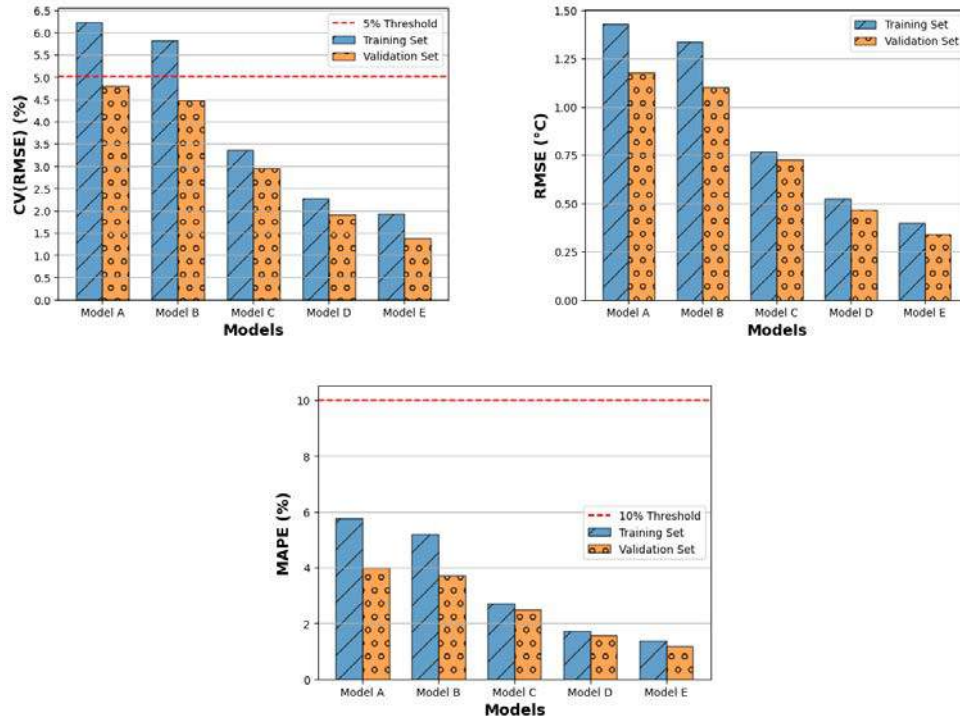 CV(RMSE) (%)
6.5
6.0
5.5
5.0
4.5
4.0
3.5
3.0
2.5
2.0
1.5
1.0
0.5
0.0
5% Threshold
Training Set
Validation Set
Model A Model B Model C Model D Model E
Models
RMSE (°C)
1.50
1.25
1.00
0.75
0.50
0.25
0.00
Training Set
Validation Set
Model A Model B Model C Model D Model E
Models
MAPE (%)
10
8
6
4
2
0
10% Threshold
Training Set
Validation Set
Model A Model B Model C Model D Model E
Models